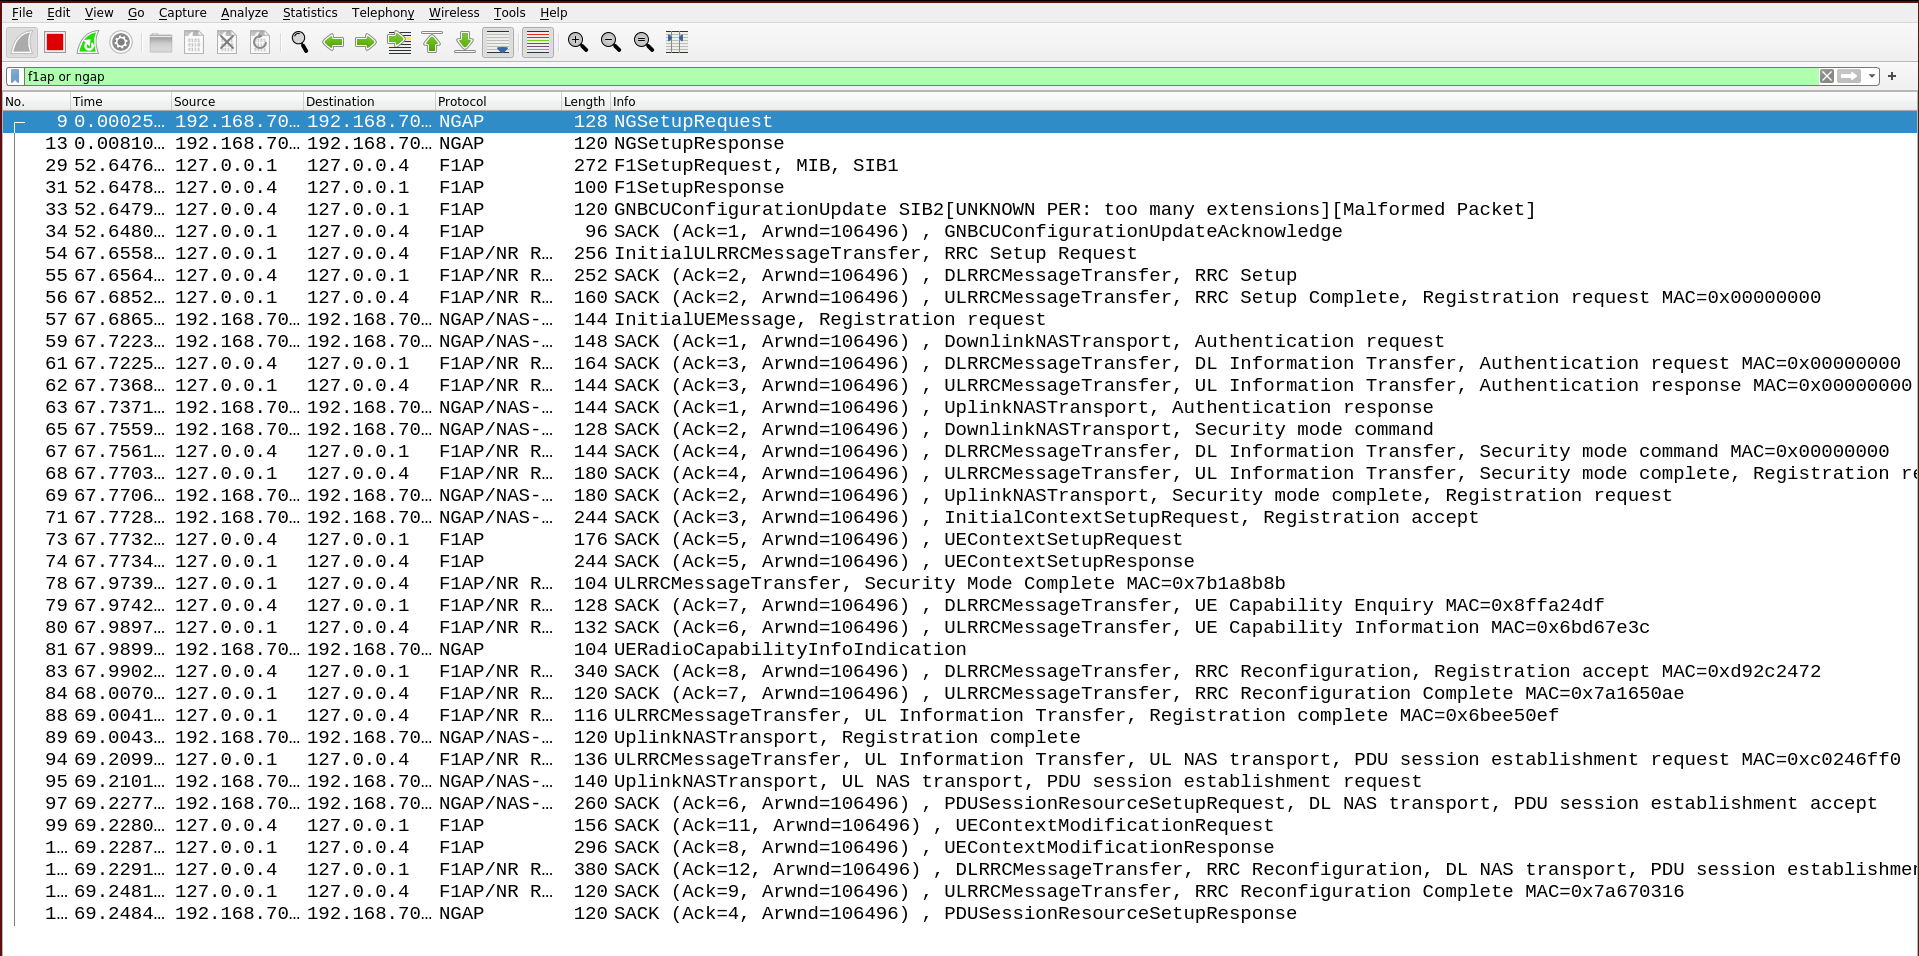 File Edit View Go Capture Analyze Statistics Telephony Wireless Tools Help
f1ap or ngap
No. Time Source Destination Protocol Length Info
9 0.00025… 192.168.70… 192.168.70… NGAP 128 NGSetupRequest
13 0.00810… 192.168.70… 192.168.70… NGAP 120 NGSetupResponse
29 52.6476… 127.0.0.1 127.0.0.4 F1AP 272 F1SetupRequest, MIB, SIB1
31 52.6478… 127.0.0.4 127.0.0.1 F1AP 100 F1SetupResponse
33 52.6479… 127.0.0.4 127.0.0.1 F1AP 120 GNBCUConfigurationUpdate SIB2[UNKNOWN PER: too many extensions][Malformed Packet]
34 52.6480… 127.0.0.1 127.0.0.4 F1AP 96 SACK (Ack=1, Arwnd=106496) , GNBCUConfigurationUpdateAcknowledge
54 67.6558… 127.0.0.1 127.0.0.4 F1AP/NR R… 256 InitialULRRCMessageTransfer, RRC Setup Request
55 67.6564… 127.0.0.4 127.0.0.1 F1AP/NR R… 252 SACK (Ack=2, Arwnd=106496) , DLRRCMessageTransfer, RRC Setup
56 67.6852… 127.0.0.1 127.0.0.4 F1AP/NR R… 160 SACK (Ack=2, Arwnd=106496) , ULRRCMessageTransfer, RRC Setup Complete, Registration request MAC=0x00000000
57 67.6865… 192.168.70… 192.168.70… NGAP/NAS-… 144 InitialUEMessage, Registration request
59 67.7223… 192.168.70… 192.168.70… NGAP/NAS-… 148 SACK (Ack=1, Arwnd=106496) , DownlinkNASTransport, Authentication request
61 67.7225… 127.0.0.4 127.0.0.1 F1AP/NR R… 164 SACK (Ack=3, Arwnd=106496) , DLRRCMessageTransfer, DL Information Transfer, Authentication request MAC=0x00000000
62 67.7368… 127.0.0.1 127.0.0.4 F1AP/NR R… 144 SACK (Ack=3, Arwnd=106496) , ULRRCMessageTransfer, UL Information Transfer, Authentication response MAC=0x00000000
63 67.7371… 192.168.70… 192.168.70… NGAP/NAS-… 144 SACK (Ack=1, Arwnd=106496) , UplinkNASTransport, Authentication response
65 67.7559… 192.168.70… 192.168.70… NGAP/NAS-… 128 SACK (Ack=2, Arwnd=106496) , DownlinkNASTransport, Security mode command
67 67.7561… 127.0.0.4 127.0.0.1 F1AP/NR R… 144 SACK (Ack=4, Arwnd=106496) , DLRRCMessageTransfer, DL Information Transfer, Security mode command MAC=0x00000000
68 67.7703… 127.0.0.1 127.0.0.4 F1AP/NR R… 180 SACK (Ack=4, Arwnd=106496) , ULRRCMessageTransfer, UL Information Transfer, Security mode complete, Registration re
69 67.7706… 192.168.70… 192.168.70… NGAP/NAS-… 180 SACK (Ack=2, Arwnd=106496) , UplinkNASTransport, Security mode complete, Registration request
71 67.7728… 192.168.70… 192.168.70… NGAP/NAS-… 244 SACK (Ack=3, Arwnd=106496) , InitialContextSetupRequest, Registration accept
73 67.7732… 127.0.0.4 127.0.0.1 F1AP 176 SACK (Ack=5, Arwnd=106496) , UEContextSetupRequest
74 67.7734… 127.0.0.1 127.0.0.4 F1AP 244 SACK (Ack=5, Arwnd=106496) , UEContextSetupResponse
78 67.9739… 127.0.0.1 127.0.0.4 F1AP/NR R… 104 ULRRCMessageTransfer, Security Mode Complete MAC=0x7b1a8b8b
79 67.9742… 127.0.0.4 127.0.0.1 F1AP/NR R… 128 SACK (Ack=7, Arwnd=106496) , DLRRCMessageTransfer, UE Capability Enquiry MAC=0x8ffa24df
80 67.9897… 127.0.0.1 127.0.0.4 F1AP/NR R… 132 SACK (Ack=6, Arwnd=106496) , ULRRCMessageTransfer, UE Capability Information MAC=0x6bd67e3c
81 67.9899… 192.168.70… 192.168.70… NGAP 104 UERadioCapabilityInfoIndication
83 67.9902… 127.0.0.4 127.0.0.1 F1AP/NR R… 340 SACK (Ack=8, Arwnd=106496) , DLRRCMessageTransfer, RRC Reconfiguration, Registration accept MAC=0xd92c2472
84 68.0070… 127.0.0.1 127.0.0.4 F1AP/NR R… 120 SACK (Ack=7, Arwnd=106496) , ULRRCMessageTransfer, RRC Reconfiguration Complete MAC=0x7a1650ae
88 69.0041… 127.0.0.1 127.0.0.4 F1AP/NR R… 116 ULRRCMessageTransfer, UL Information Transfer, Registration complete MAC=0x6bee50ef
89 69.0043… 192.168.70… 192.168.70… NGAP/NAS-… 120 UplinkNASTransport, Registration complete
94 69.2099… 127.0.0.1 127.0.0.4 F1AP/NR R… 136 ULRRCMessageTransfer, UL Information Transfer, UL NAS transport, PDU session establishment request MAC=0xc0246ff0
95 69.2101… 192.168.70… 192.168.70… NGAP/NAS-… 140 UplinkNASTransport, UL NAS transport, PDU session establishment request
97 69.2277… 192.168.70… 192.168.70… NGAP/NAS-… 260 SACK (Ack=6, Arwnd=106496) , PDUSessionResourceSetupRequest, DL NAS transport, PDU session establishment accept
99 69.2280… 127.0.0.4 127.0.0.1 F1AP 156 SACK (Ack=11, Arwnd=106496) , UEContextModificationRequest
1… 69.2287… 127.0.0.1 127.0.0.4 F1AP 296 SACK (Ack=8, Arwnd=106496) , UEContextModificationResponse
1… 69.2291… 127.0.0.4 127.0.0.1 F1AP/NR R… 380 SACK (Ack=12, Arwnd=106496) , DLRRCMessageTransfer, RRC Reconfiguration, DL NAS transport, PDU session establishmer
1… 69.2481… 127.0.0.1 127.0.0.4 F1AP/NR R… 120 SACK (Ack=9, Arwnd=106496) , ULRRCMessageTransfer, RRC Reconfiguration Complete MAC=0x7a670316
1… 69.2484… 192.168.70… 192.168.70… NGAP 120 SACK (Ack=4, Arwnd=106496) , PDUSessionResourceSetupResponse